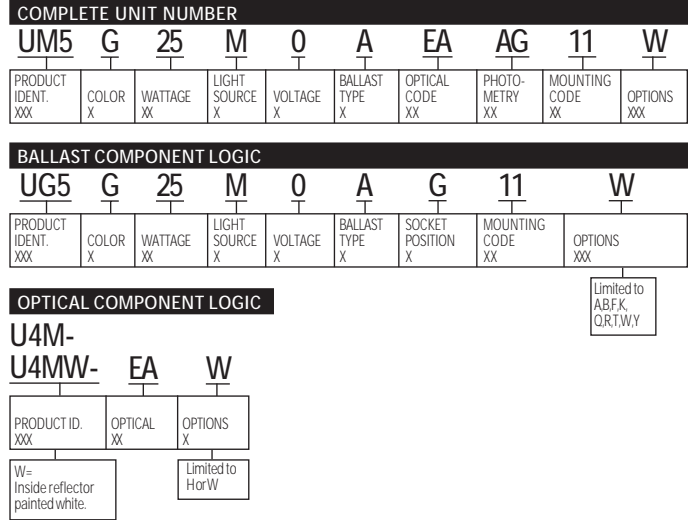 COMPLETE UNIT NUMBER
UM5 G 25 M 0 A EA AG 11 W
PRODUCT IDENT. XXX
COLOR X
WATTAGE XX
LIGHT SOURCE X
VOLTAGE X
BALLAST TYPE X
OPTICAL CODE XX
PHOTO- METRY XX
MOUNTING CODE XX
OPTIONS XXX
BALLAST COMPONENT LOGIC
UG5 G 25 M 0 A G 11 W
PRODUCT IDENT. XXX
COLOR X
WATTAGE XX
LIGHT SOURCE X
VOLTAGE X
BALLAST TYPE X
SOCKET POSITION X
MOUNTING CODE XX
OPTIONS XXX
Limited to
A,B,F,K,
Q,R,T,W,Y
OPTICAL COMPONENT LOGIC
U4M-
U4MW- EA W
PRODUCT ID. XXX
OPTICAL XX
OPTIONS X
W=
Inside reflector
painted white.
Limited to
H or W